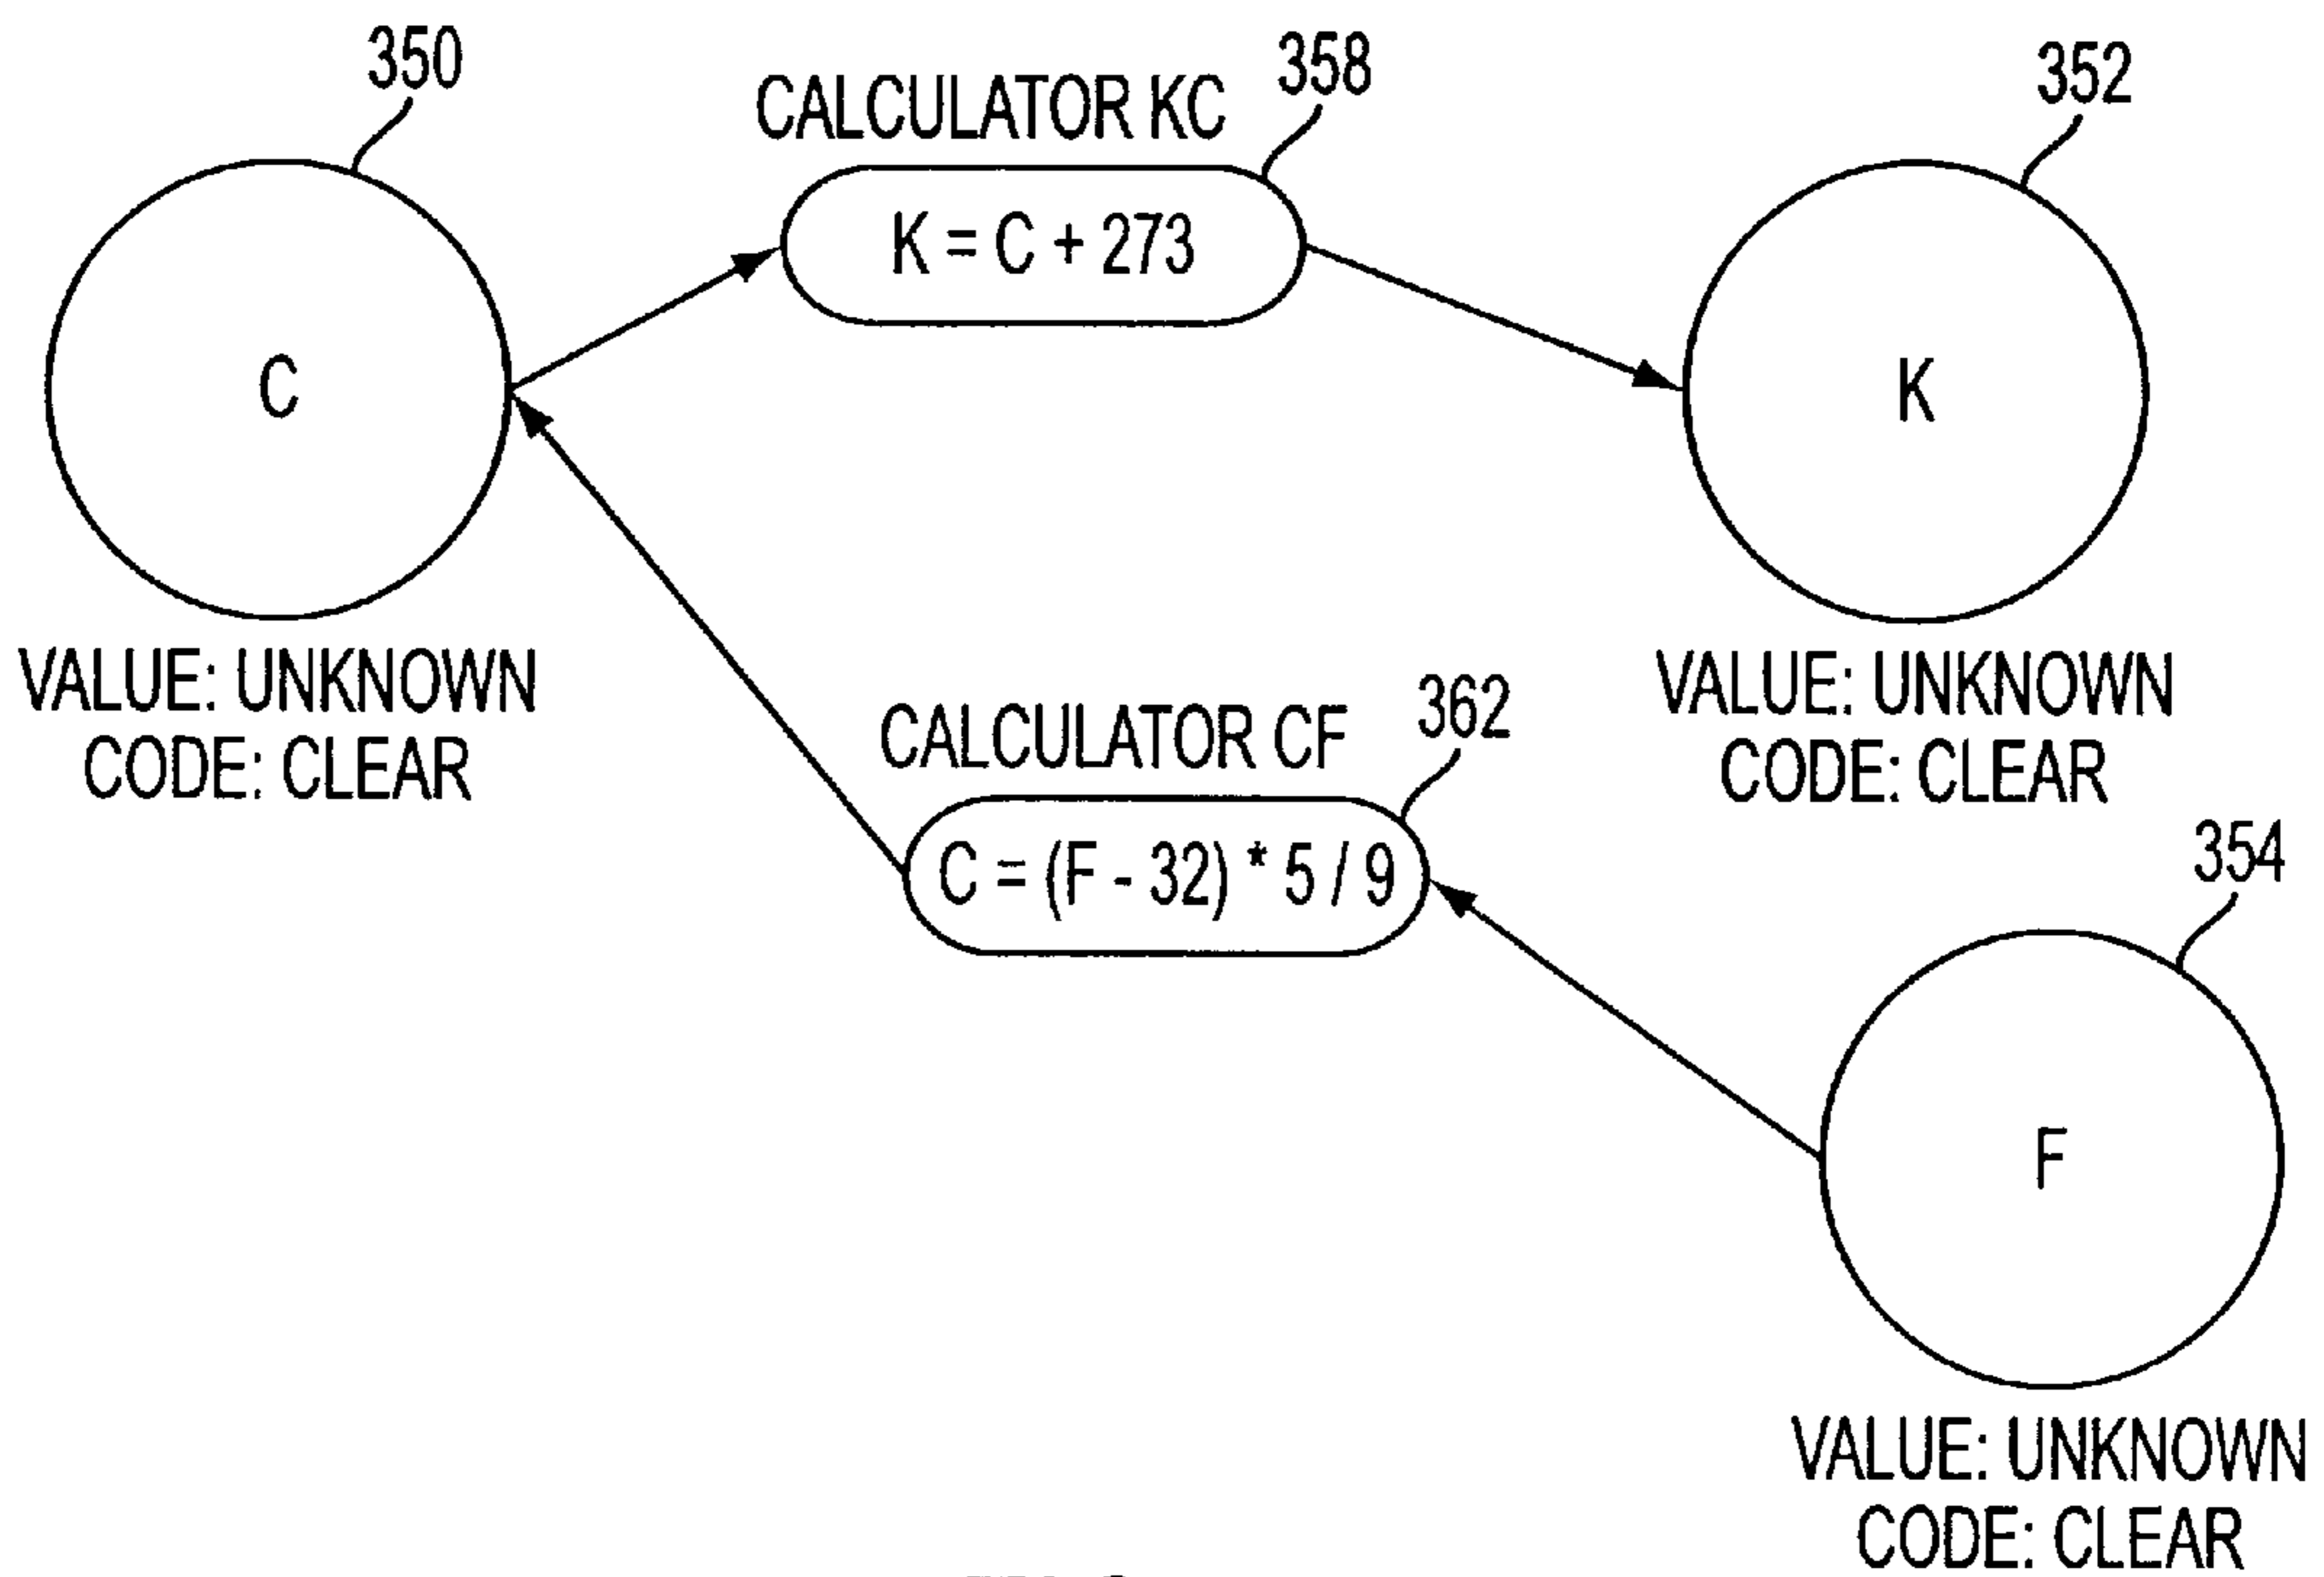 350
CALCULATOR KC
358
352
K = C + 273
C
K
VALUE: UNKNOWN
CODE: CLEAR
VALUE: UNKNOWN
CODE: CLEAR
CALCULATOR CF
362
C = (F - 32) * 5 / 9
354
F
VALUE: UNKNOWN
CODE: CLEAR